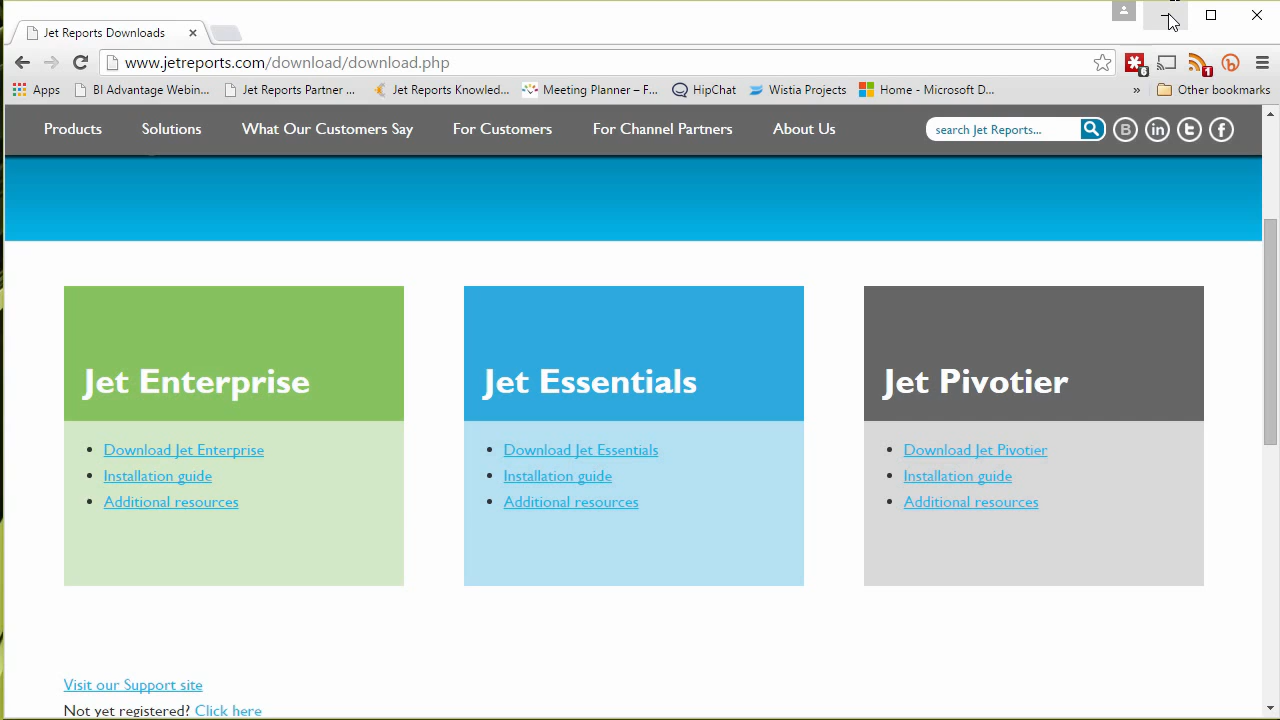 Jet Reports Downloads
www.jetreports.com/download/download.php
6
1
Apps BI AdvantageWebin... Jet Reports Partner ... Jet Reports Knowled... Meeting Planner – F... HipChat Wistia Projects Home - Microsoft D... » Other bookmarks
Products Solutions What Our Customers Say For Customers For Channel Partners About Us search Jet Reports... B in t f
Jet Enterprise
Download Jet Enterprise
Installation guide
Additional resources
Jet Essentials
Download Jet Essentials
Installation guide
Additional resources
Jet Pivotier
Download Jet Pivotier
Installation guide
Additional resources
Visit our Support site
Not yet registered? Click here